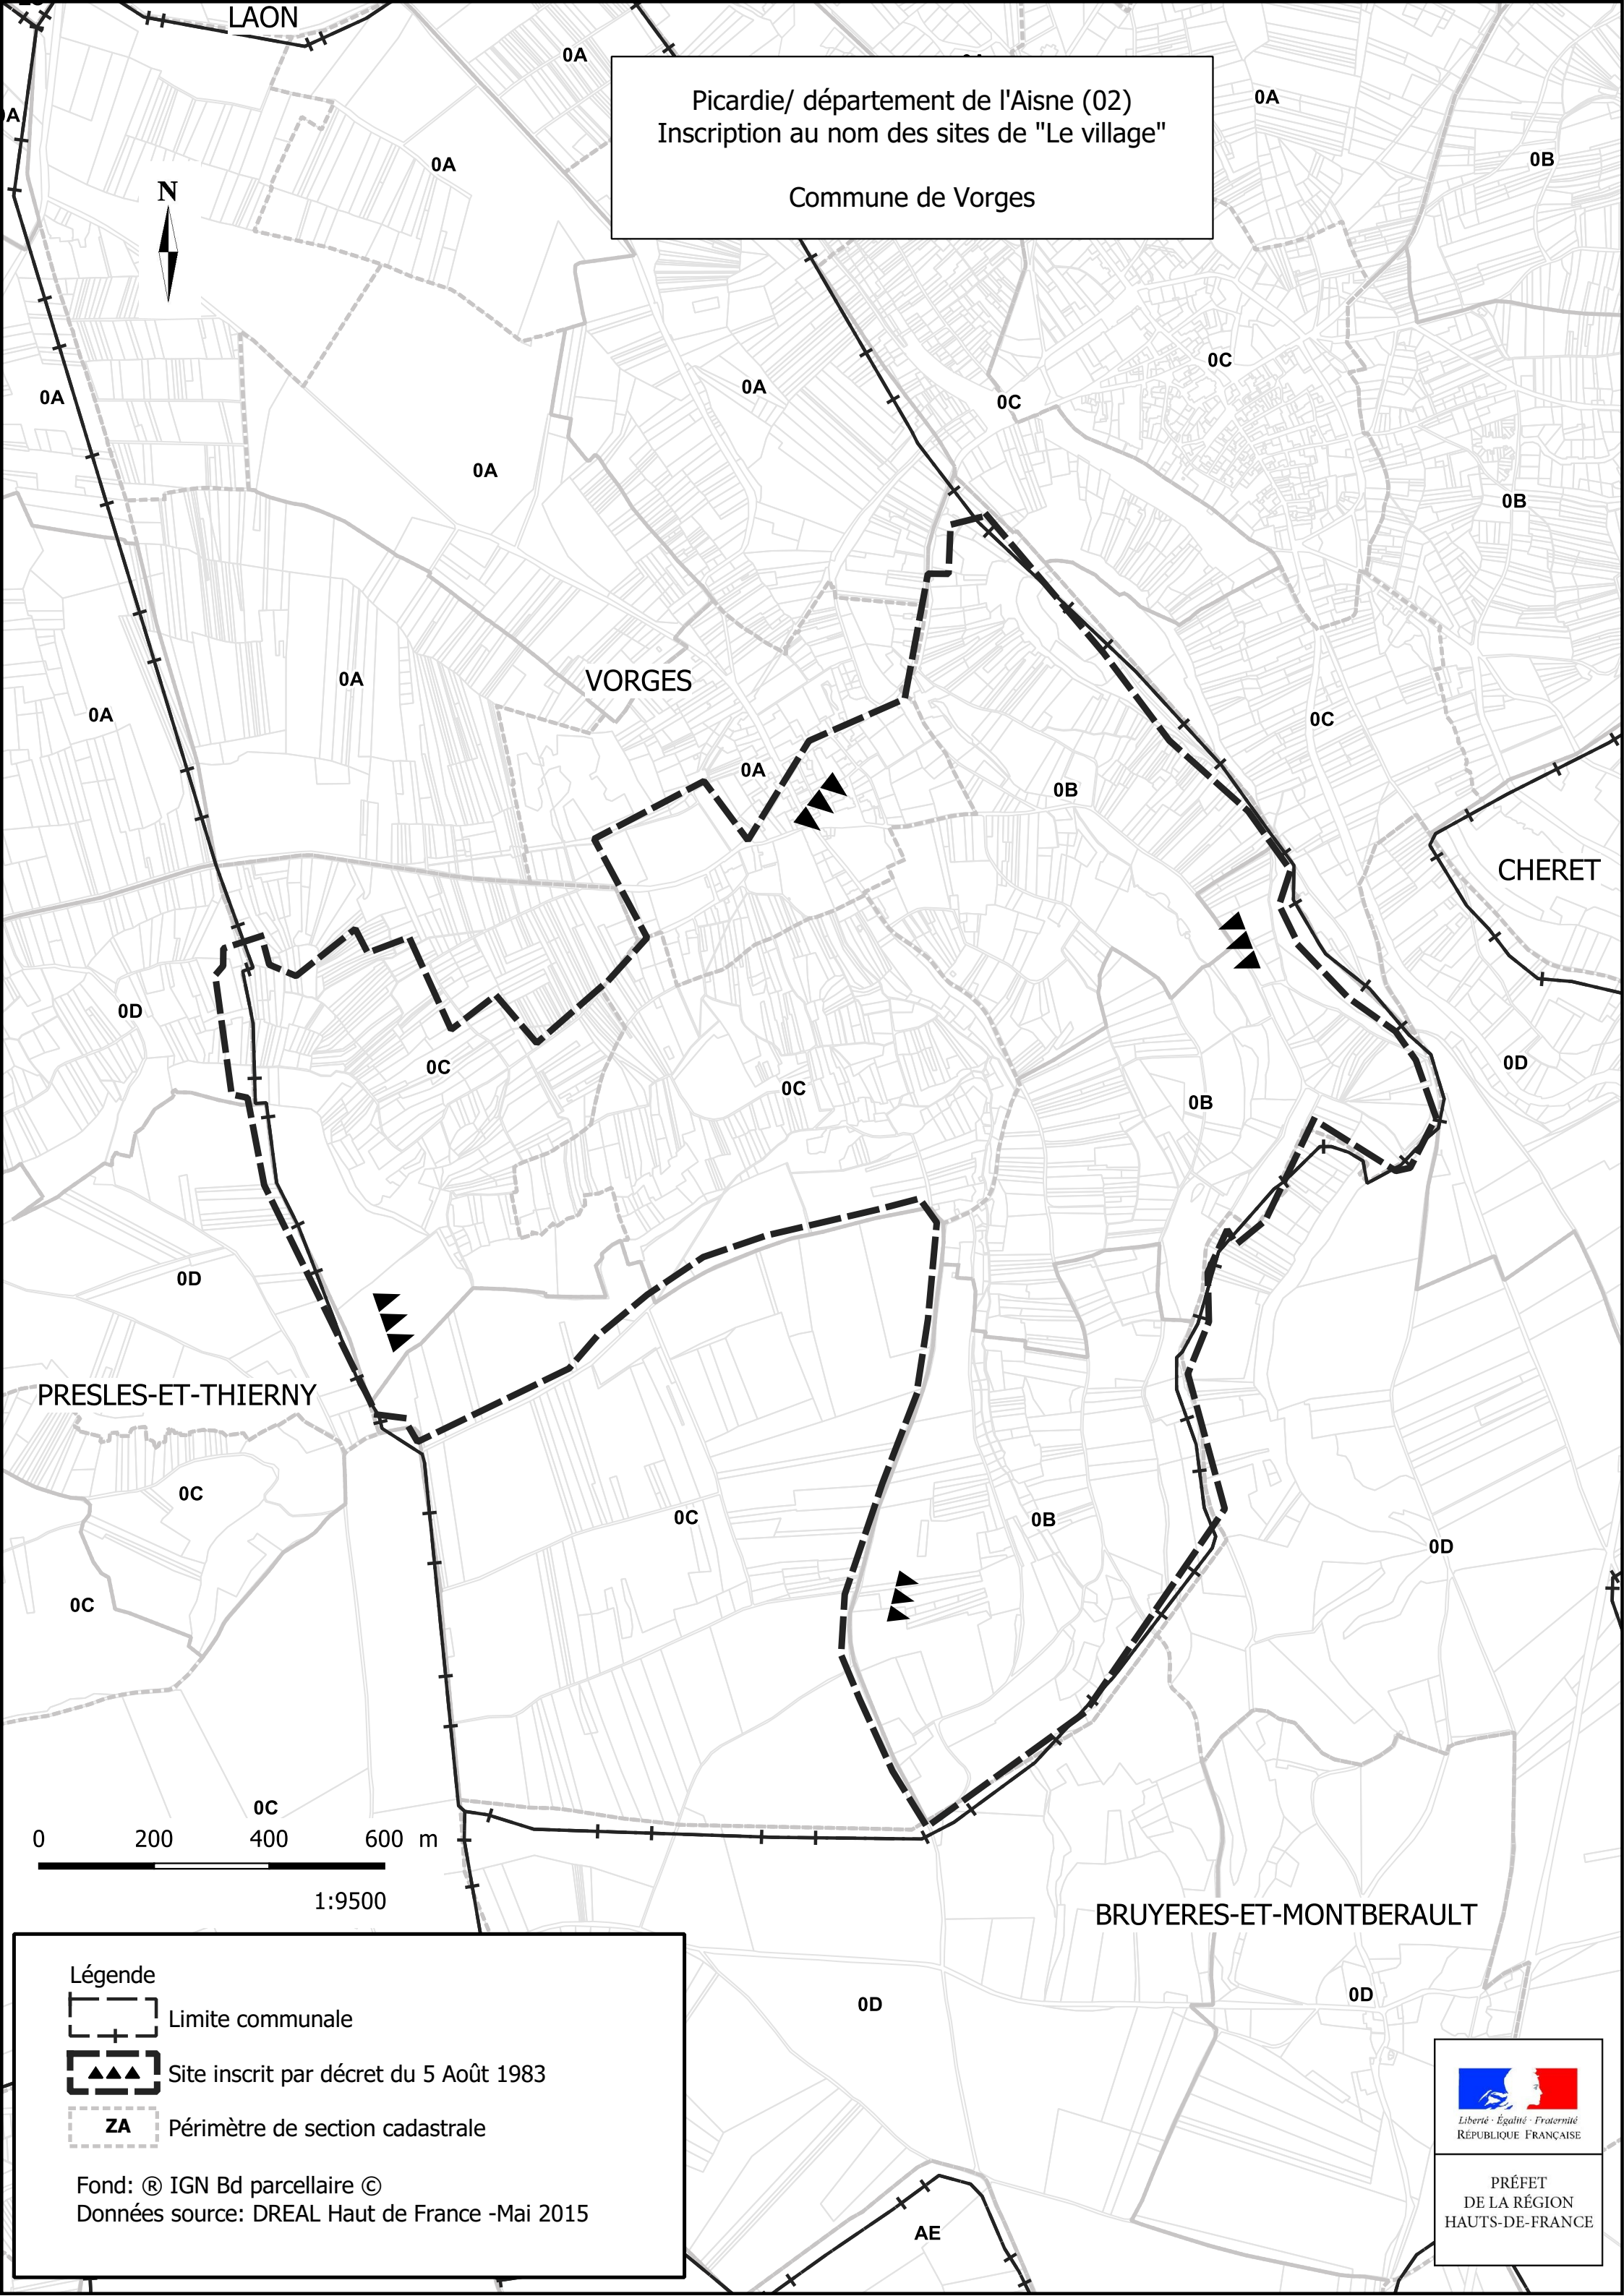 LAON
0A
Picardie/ département de l'Aisne (02)
Inscription au nom des sites de "Le village"
Commune de Vorges
0A
0A
0A
0B
N
0C
0A
0A
0C
0A
0B
VORGES
0A
0A
0C
0A
0B
CHERET
0D
0C
0C
0B
0D
0D
PRESLES-ET-THIERNY
0C
0C
0B
0D
0C
0C
0 200 400 600 m
1:9500
BRUYERES-ET-MONTBERAULT
0D
0D
Légende
Limite communale
Site inscrit par décret du 5 Août 1983
ZA Périmètre de section cadastrale
Fond: ® IGN Bd parcellaire ©
Données source: DREAL Haut de France -Mai 2015
Liberté · Égalité · Fraternité
RÉPUBLIQUE FRANÇAISE
PRÉFET
DE LA RÉGION
HAUTS-DE-FRANCE
AE